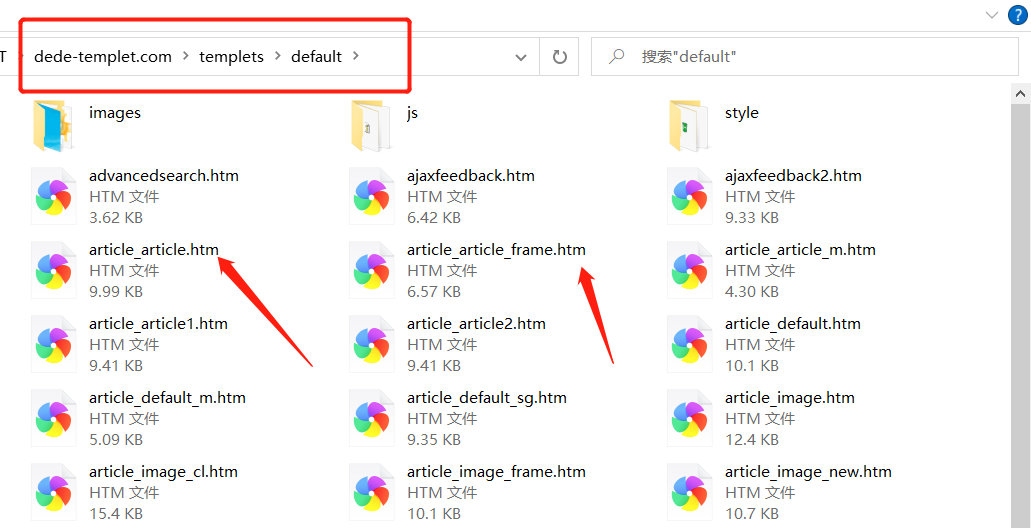 ?
T dede-templet.com > templets > default > 搜索"default"
images js style
advancedsearch.htm ajaxfeedback.htm ajaxfeedback2.htm
HTM 文件 HTM 文件 HTM 文件
3.62 KB 6.42 KB 9.33 KB
article_article.htm article_article_frame.htm article_article_m.htm
HTM 文件 HTM 文件 HTM 文件
9.99 KB 6.57 KB 4.30 KB
article_article1.htm article_article2.htm article_default.htm
HTM 文件 HTM 文件 HTM 文件
9.41 KB 9.41 KB 10.1 KB
article_default_m.htm article_default_sg.htm article_image.htm
HTM 文件 HTM 文件 HTM 文件
5.09 KB 9.35 KB 12.4 KB
article_image_cl.htm article_image_frame.htm article_image_new.htm
HTM 文件 HTM 文件 HTM 文件
15.4 KB 10.1 KB 10.7 KB